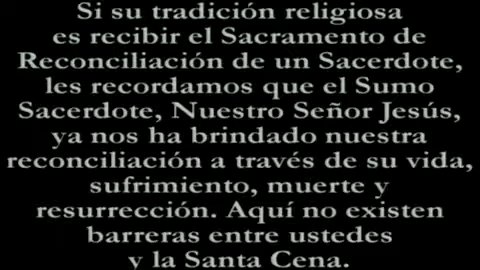 Si su tradición religiosa
es recibir el Sacramento de
Reconciliación de un Sacerdote,
les recordamos que el Sumo
Sacerdote, Nuestro Señor Jesús,
ya nos ha brindado nuestra
reconciliación a través de su vida,
sufrimiento, muerte y
resurrección. Aquí no existen
barreras entre ustedes
y la Santa Cena.